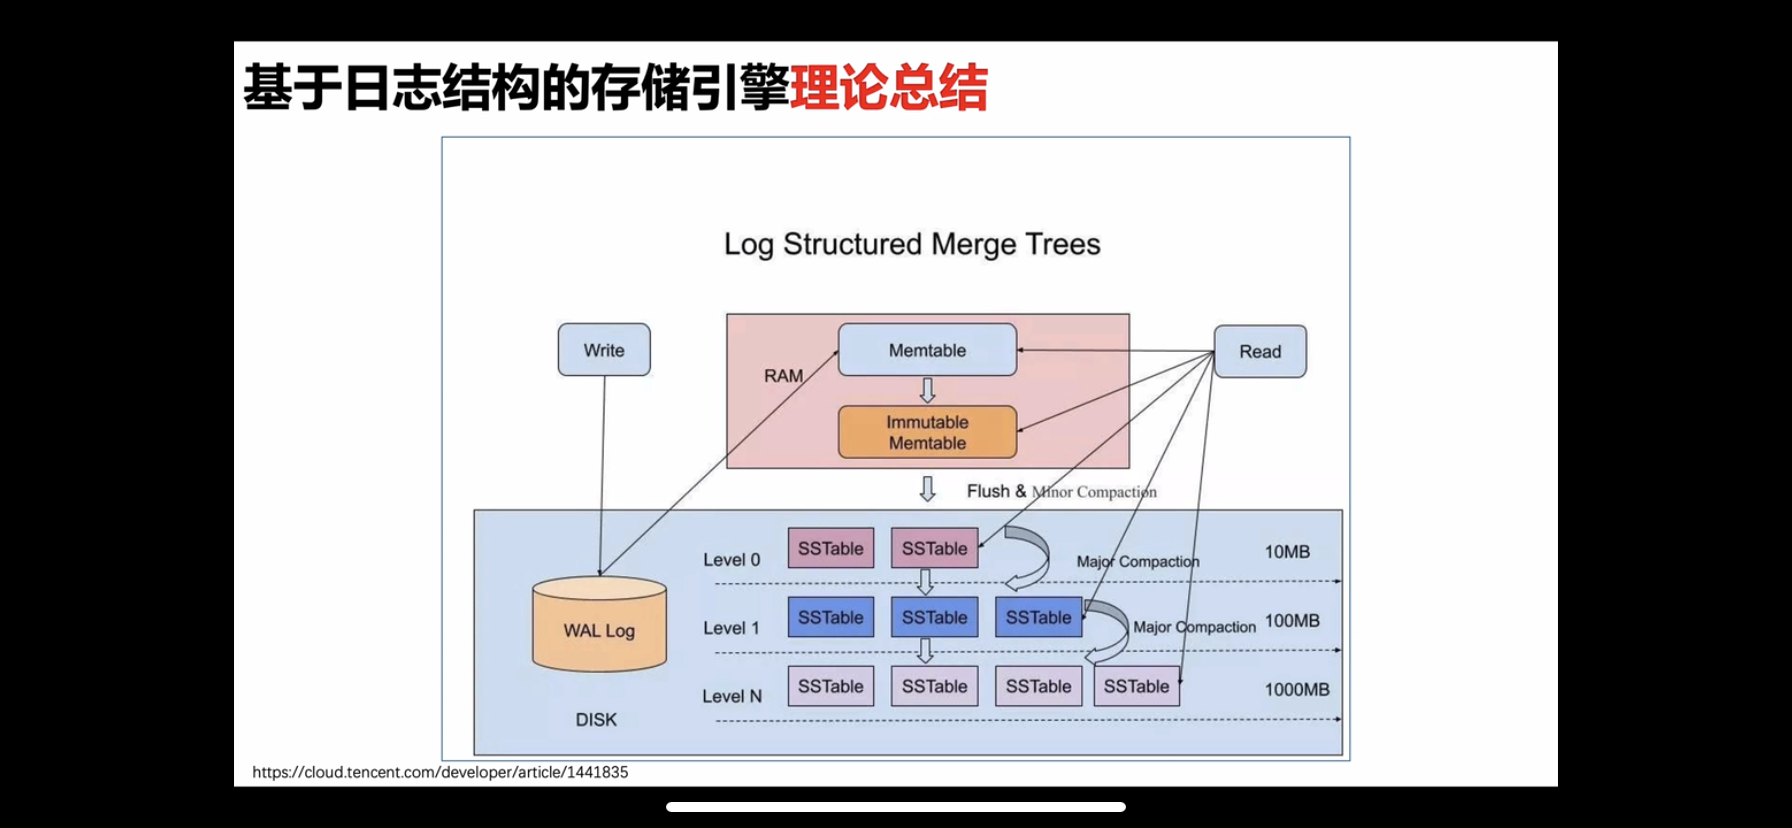 基于日志结构的存储引擎理论总结
Log Structured Merge Trees
Write
RAM
Memtable
Read
Immutable
Memtable
Flush & Minor Compaction
Level 0
SSTable
SSTable
Major Compaction
10MB
WAL Log
Level 1
SSTable
SSTable
SSTable
Major Compaction
100MB
Level N
SSTable
SSTable
SSTable
SSTable
1000MB
DISK
https://cloud.tencent.com/developer/article/1441835